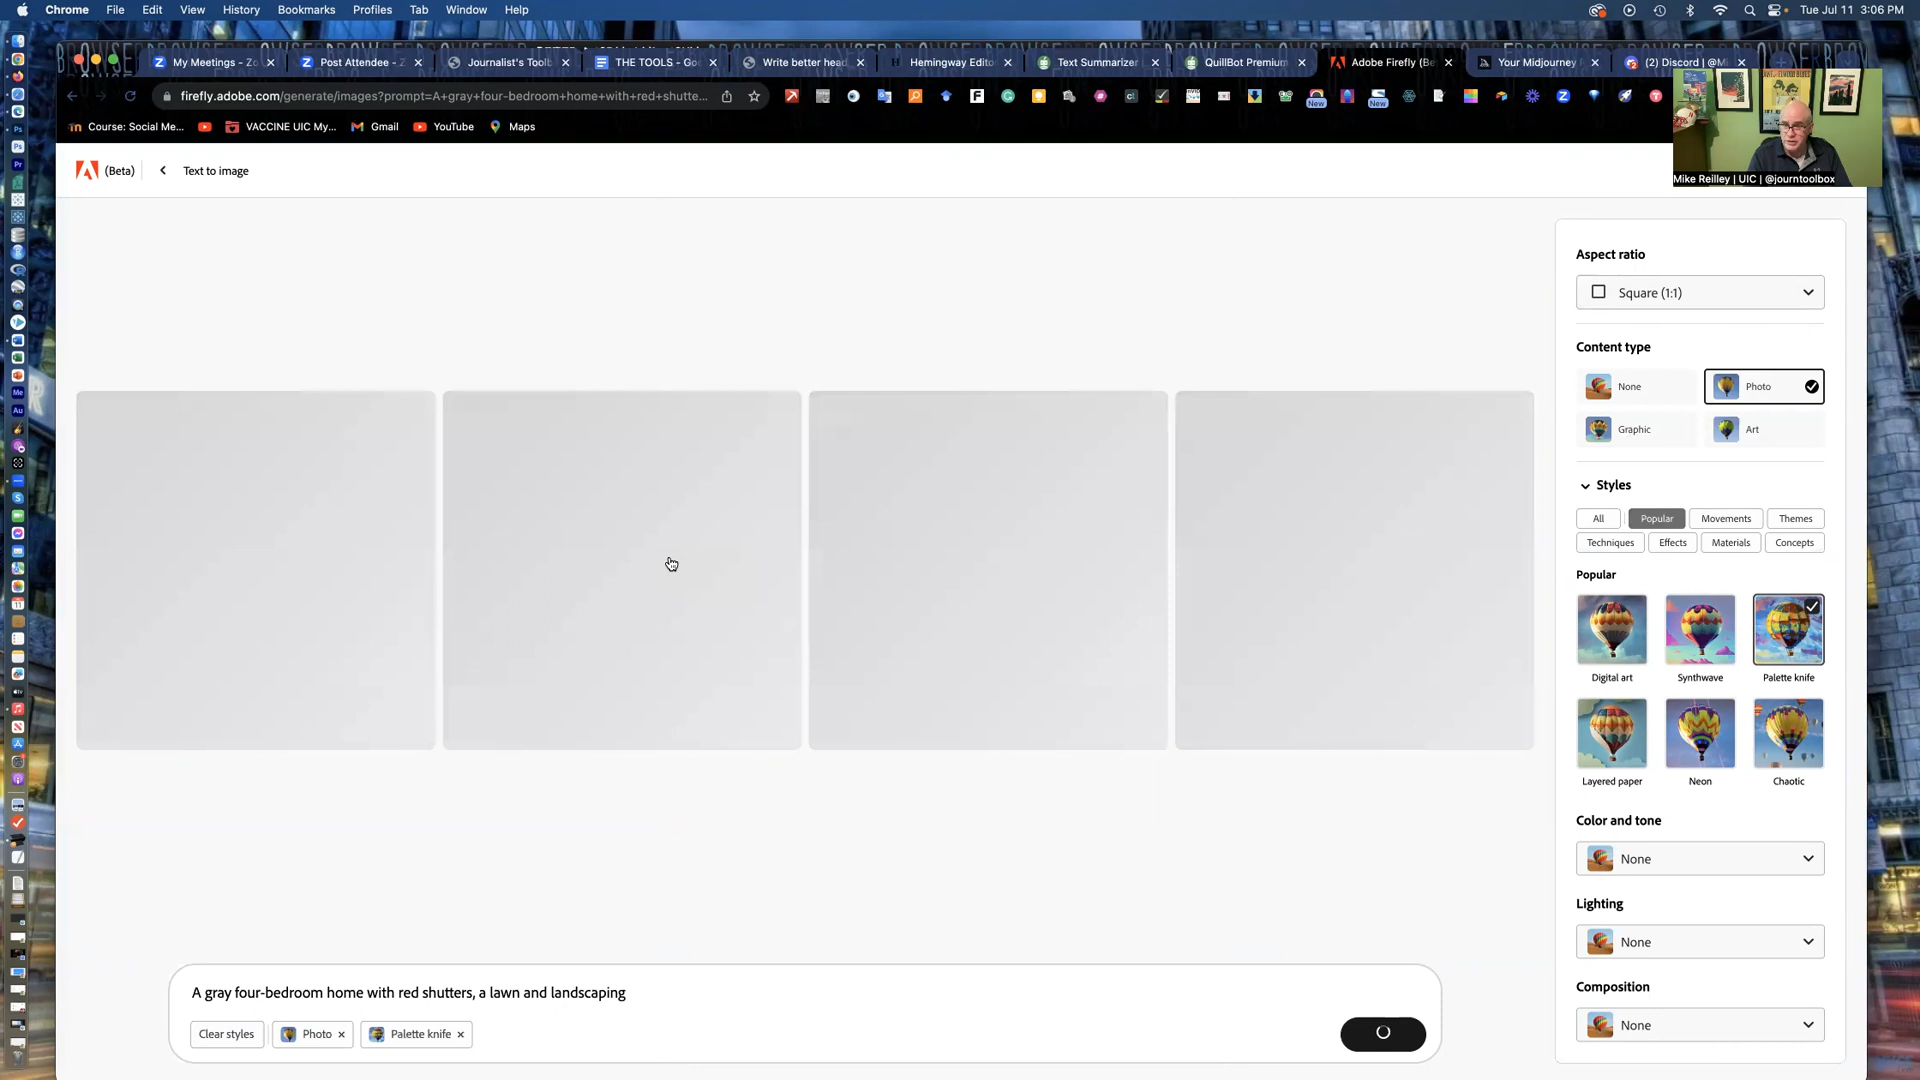 Chrome File Edit View History Bookmarks Profiles Tab Window Help Tue Jul 11 3:06 PM
My Meetings - Zo Post Attendee - Z Journalist's Tool THE TOOLS - Go Write better head Hemingway Editor Text Summarizer QuillBot Premium Adobe Firefly (Be Your Midjourney (2) Discord | @Mi
firefly.adobe.com/generate/images?prompt=A+gray+four-bedroom+home+with+red+shutte... New New
Course: Social Me... VACCINE UIC My... Gmail YouTube Maps
(Beta) Text to image
Mike Reilley | UIC | @journtoolbox
Aspect ratio
Square (1:1)
Content type
None Photo
Graphic Art
Styles
All Popular Movements Themes
Techniques Effects Materials Concepts
Popular
Digital art Synthwave Palette knife
Layered paper Neon Chaotic
Color and tone
None
Lighting
None
Composition
None
A gray four-bedroom home with red shutters, a lawn and landscaping
Clear styles Photo Palette knife